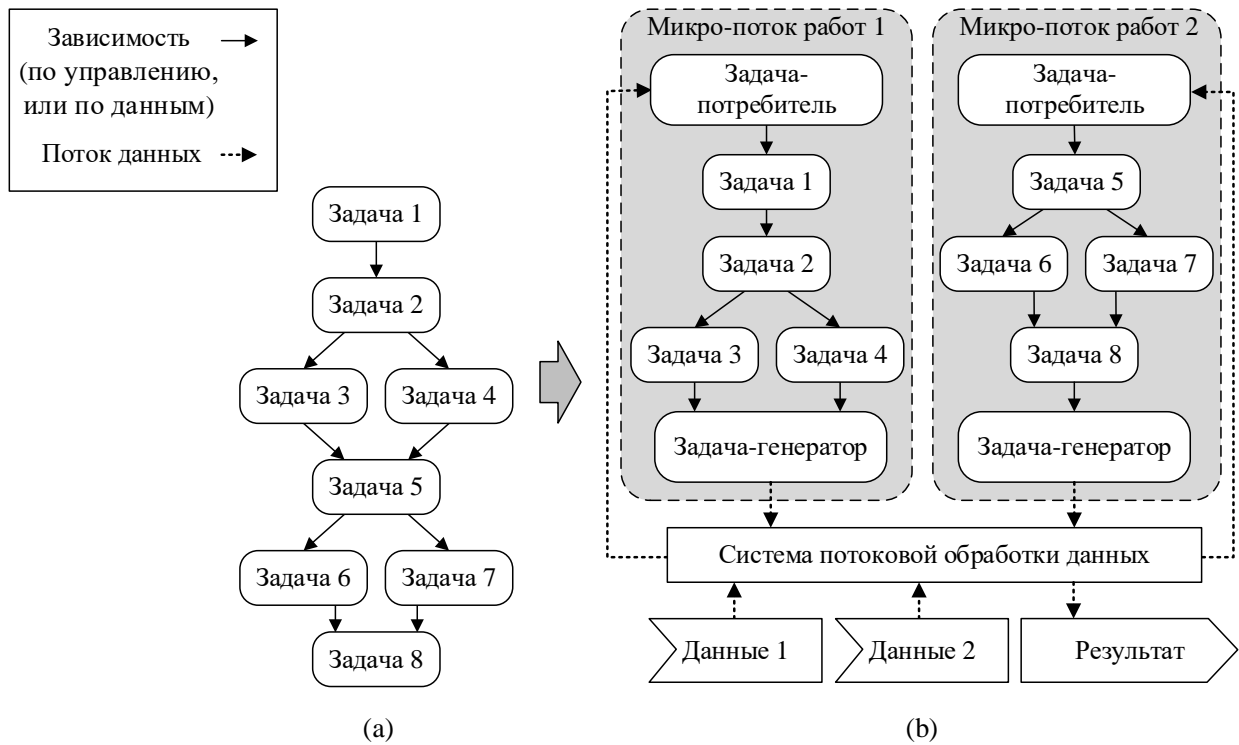 Зависимость
(по управлению,
или по данным)
Поток данных
Задача 1
Задача 2
Задача 3
Задача 4
Задача 5
Задача 6
Задача 7
Задача 8
(a)
Микро-поток работ 1
Задача-
потребитель
Задача 1
Задача 2
Задача 3
Задача 4
Задача-генератор
Микро-поток работ 2
Задача-
потребитель
Задача 5
Задача 6
Задача 7
Задача 8
Задача-генератор
Система потоковой обработки данных
Данные 1
Данные 2
Результат
(b)